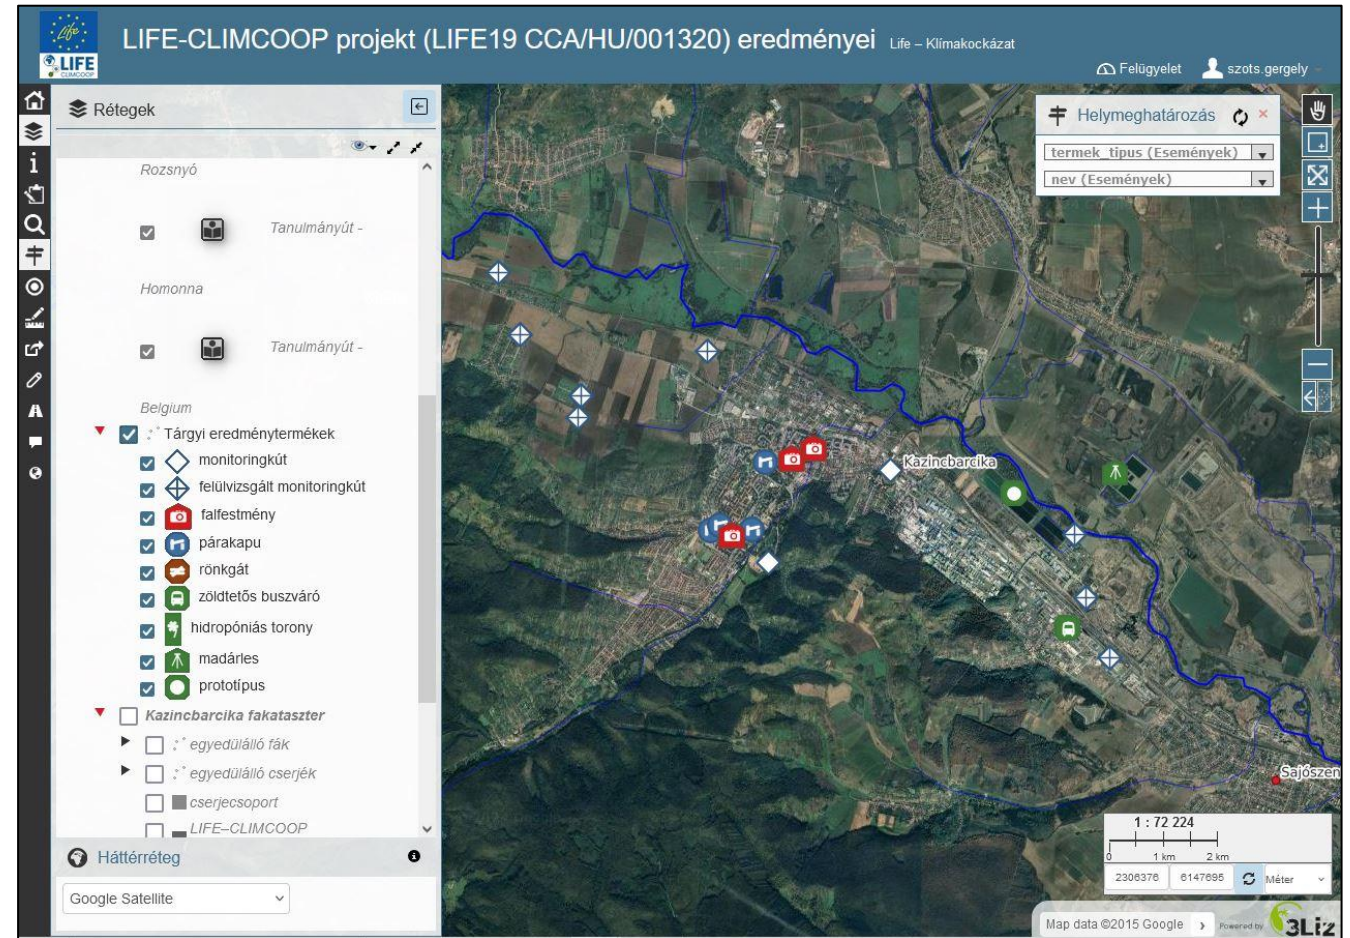 LIFE-CLIMCOOP projekt (LIFE19 CCA/HU/001320) eredményei Life – Klímakockázat
Life
LIFE
CLIMCOOP
Felügyelet szots.gergely
Rétegek
Rozsnyó
Tanulmányút -
Homonna
Tanulmányút -
Belgium
Tárgyi eredménytermékek
monitoringkút
felülvizsgált monitoringkút
falfestmény
párakapu
rönkgát
zöldtetős buszváró
hidropóniás torony
madárles
prototípus
Kazincbarcika fakataszter
egyedülálló fák
egyedülálló cserjék
cserjecsoport
LIFE–CLIMCOOP
Háttérréteg
Google Satellite
Helymeghatározás
termek_tipus (Események)
nev (Események)
Kazincbarcika
Sajószen
1 : 72 224
0 1 km 2 km
2306376 6147695 Méter
Map data ©2015 Google Powered by 3Liz